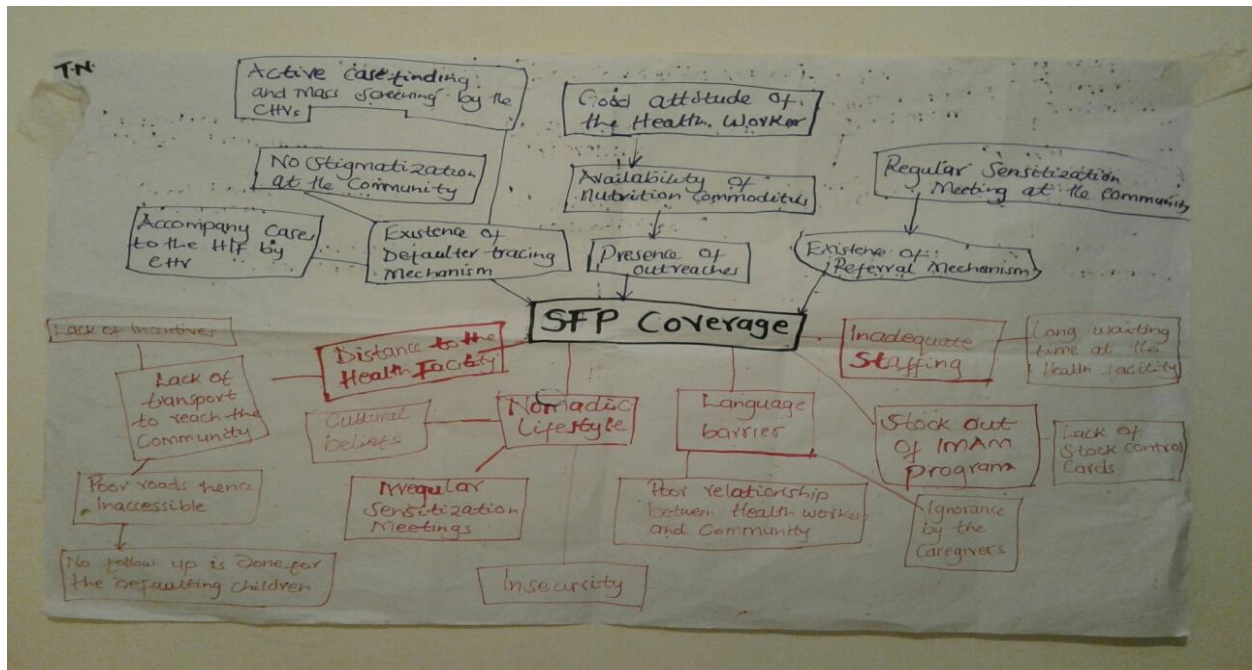 T.N.
Active case finding
and Mass screening by the
CHVs
Good attitude of
the Health Worker
No Stigmatization
at the Community
Availability of
Nutrition Commodities
Regular Sensitization
Meeting at the community
Accompany cases
to the H/F by
CHV
Existence of
Defaulter tracing
Mechanism
Presence of
outreaches
Existence of
Referral Mechanism
SFP Coverage
Lack of Incentives
Distance to the
Health Facility
Inadequate
Staffing
Long waiting
time at the
Health facility
Lack of
transport
to reach the
Community
Cultural
beliefs
Nomadic
Lifestyle
Language
barrier
Stock out
of IMAM
Program
Lack of
Stock control
Cards
Poor roads hence
Inaccessible
Irregular
Sensitization
Meetings
Poor relationship
between Health worker
and Community
Ignorance
by the
Caregivers
No follow up is Done for
the Defaulting children
Insecurity